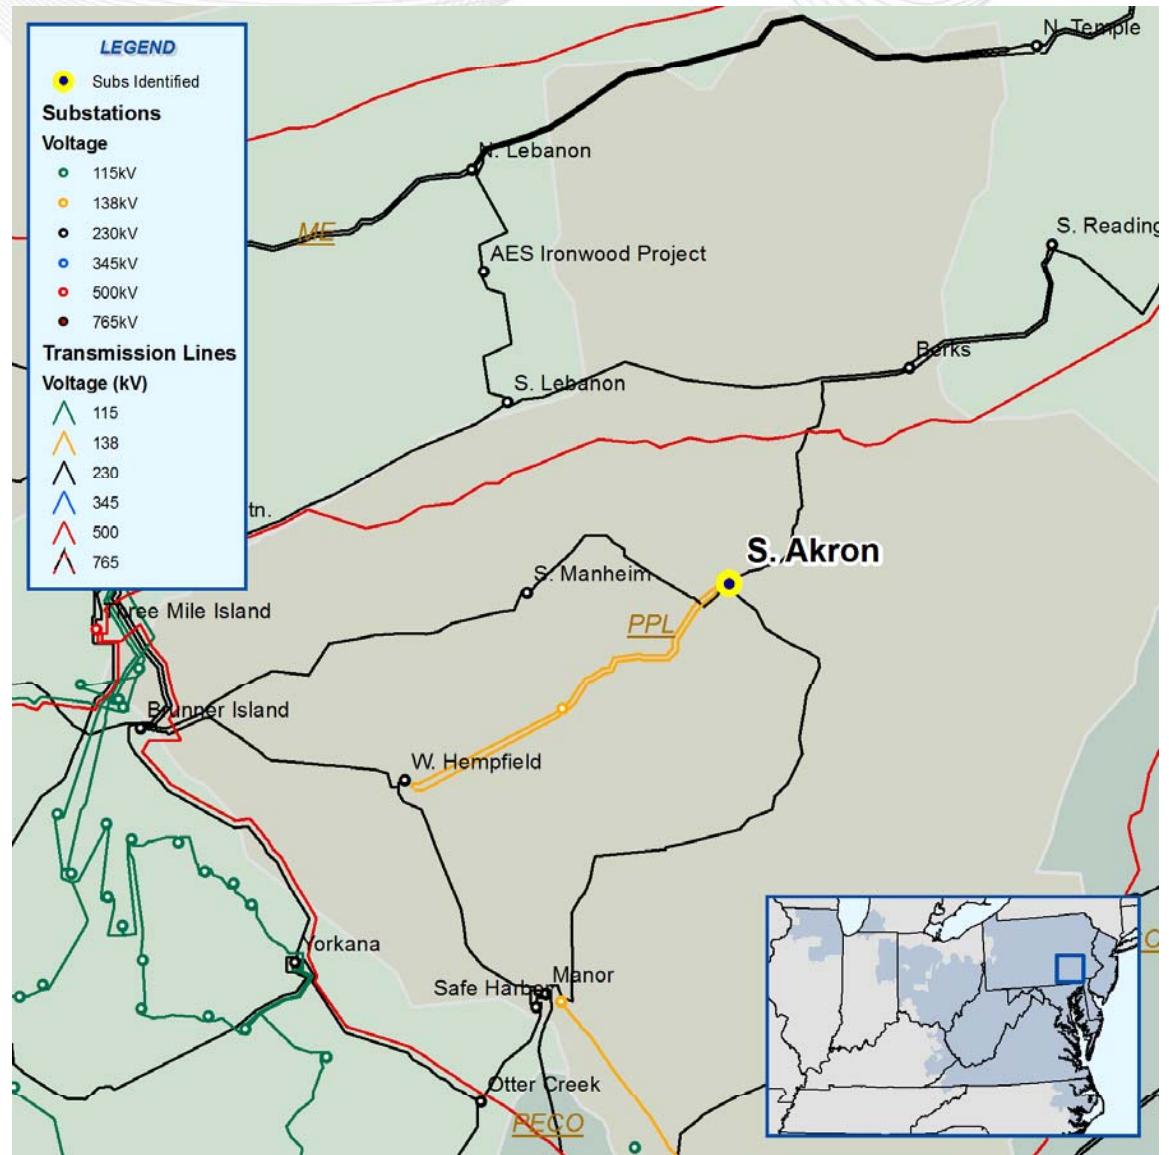 LEGEND
Subs Identified
Substations
Voltage
115kV
138kV
230kV
345kV
500kV
765kV
Transmission Lines
Voltage (kV)
115
138
230
345
500
765
N. Temple
N. Lebanon
ME
S. Reading
AES Ironwood Project
Berks
S. Lebanon
tn.
S. Akron
S. Manheim
Three Mile Island
PPL
Brunner Island
W. Hempfield
Yorkana
Manor
Safe Harbor
Otter Creek
PECO